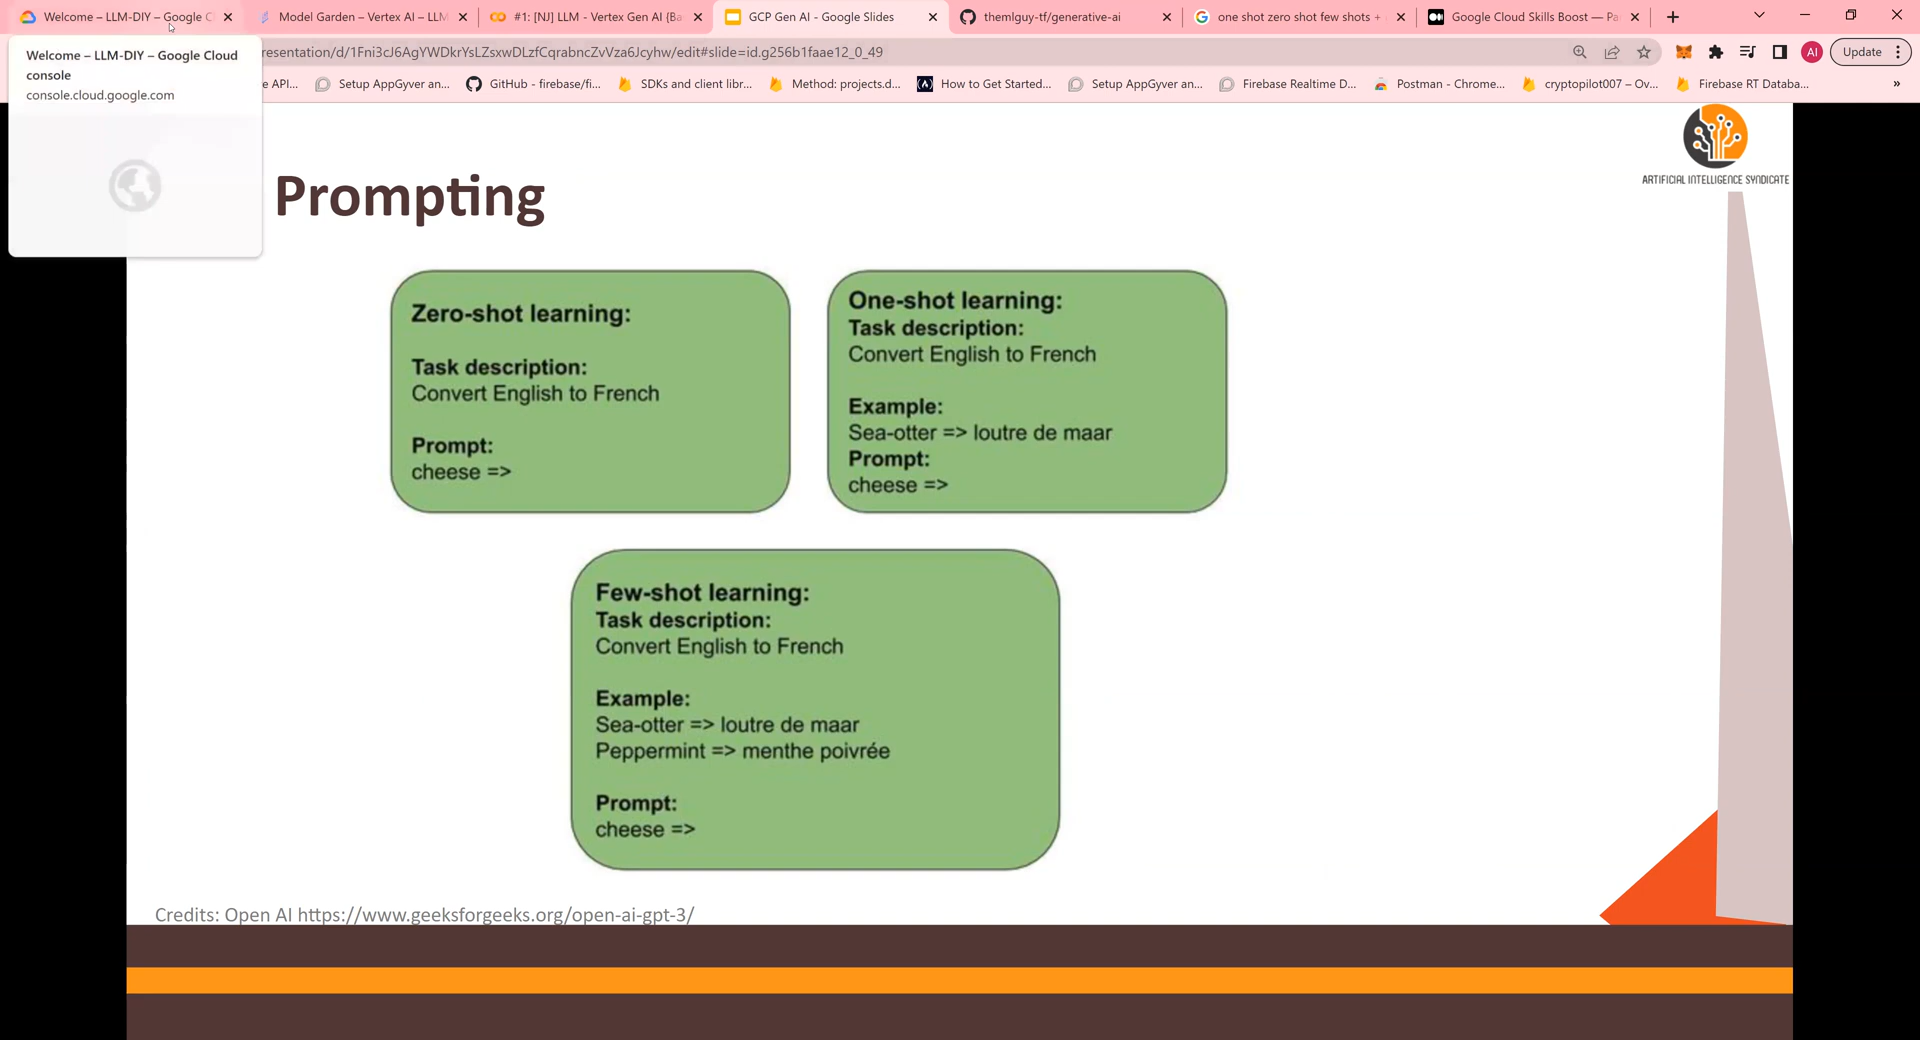 Welcome – LLM-DIY – Google C
Model Garden – Vertex AI – LLM
#1: [NJ] LLM - Vertex Gen AI {Ba
GCP Gen AI - Google Slides
themlguy-tf/generative-ai
one shot zero shot few shots +
Google Cloud Skills Boost — Pa
Welcome – LLM-DIY – Google Cloud
console
console.cloud.google.com
resentation/d/1Fni3cJ6AgYWDkrYsLZsxwDLzfCqrabncZvVza6Jcyhw/edit#slide=id.g256b1faae12_0_49
AI
Update
e API...
Setup AppGyver an...
GitHub - firebase/fi...
SDKs and client libr...
Method: projects.d...
How to Get Started...
Setup AppGyver an...
Firebase Realtime D...
Postman - Chrome...
cryptopilot007 – Ov...
Firebase RT Databa...
»
ARTIFICIAL INTELLIGENCE SYNDICATE
Prompting
Zero-shot learning:
Task description:
Convert English to French
Prompt:
cheese =>
One-shot learning:
Task description:
Convert English to French
Example:
Sea-otter => loutre de maar
Prompt:
cheese =>
Few-shot learning:
Task description:
Convert English to French
Example:
Sea-otter => loutre de maar
Peppermint => menthe poivrée
Prompt:
cheese =>
Credits: Open AI https://www.geeksforgeeks.org/open-ai-gpt-3/